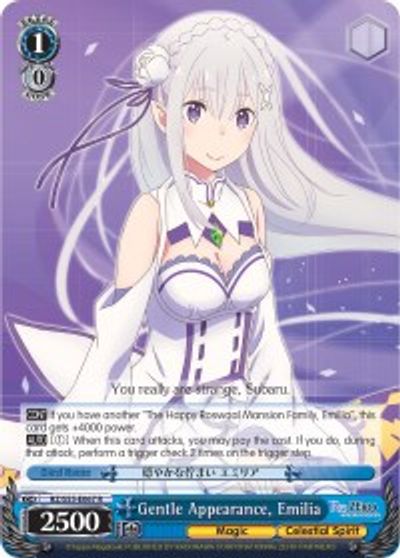 1
0
You really are strange, Subaru.
If you have another "The Happy Roswaal Mansion Family, Emilia", this
card gets +4000 power.
[(1)] When this card attacks, you may pay the cost. If you do, during
that attack, perform a trigger check 2 times on the trigger step.
穏やかな佇まい エミリア
Gentle Appearance, Emilia
2500
Magic
Celestial Spirit